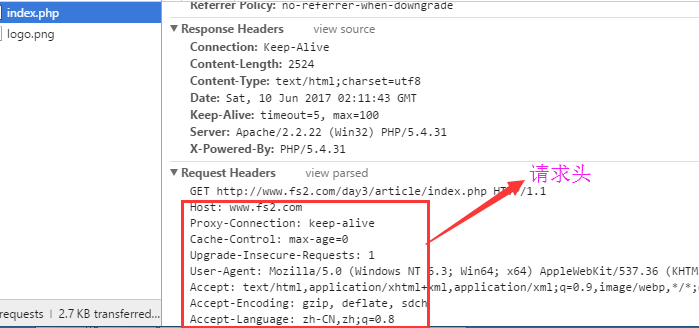 index.php
logo.png
Referrer Policy: no-referrer-when-downgrade
Response Headers view source
Connection: Keep-Alive
Content-Length: 2524
Content-Type: text/html;charset=utf8
Date: Sat, 10 Jun 2017 02:11:43 GMT
Keep-Alive: timeout=5, max=100
Server: Apache/2.2.22 (Win32) PHP/5.4.31
X-Powered-By: PHP/5.4.31
Request Headers view parsed
请求头
GET http://www.fs2.com/day3/article/index.php HTTP/1.1
Host: www.fs2.com
Proxy-Connection: keep-alive
Cache-Control: max-age=0
Upgrade-Insecure-Requests: 1
User-Agent: Mozilla/5.0 (Windows NT 6.3; Win64; x64) AppleWebKit/537.36 (KHTM
Accept: text/html,application/xhtml+xml,application/xml;q=0.9,image/webp,*/*;
Accept-Encoding: gzip, deflate, sdch
Accept-Language: zh-CN,zh;q=0.8
requests | 2.7 KB transferred...